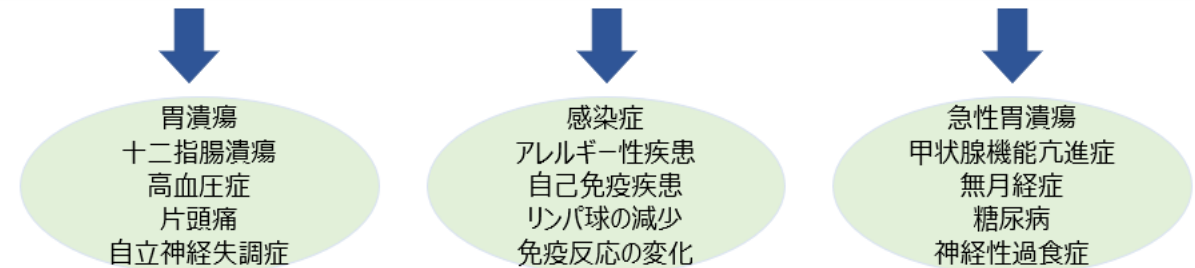 胃潰瘍
十二指腸潰瘍
高血圧症
片頭痛
自立神経失調症
感染症
アレルギー性疾患
自己免疫疾患
リンパ球の減少
免疫反応の変化
急性胃潰瘍
甲状腺機能亢進症
無月経症
糖尿病
神経性過食症